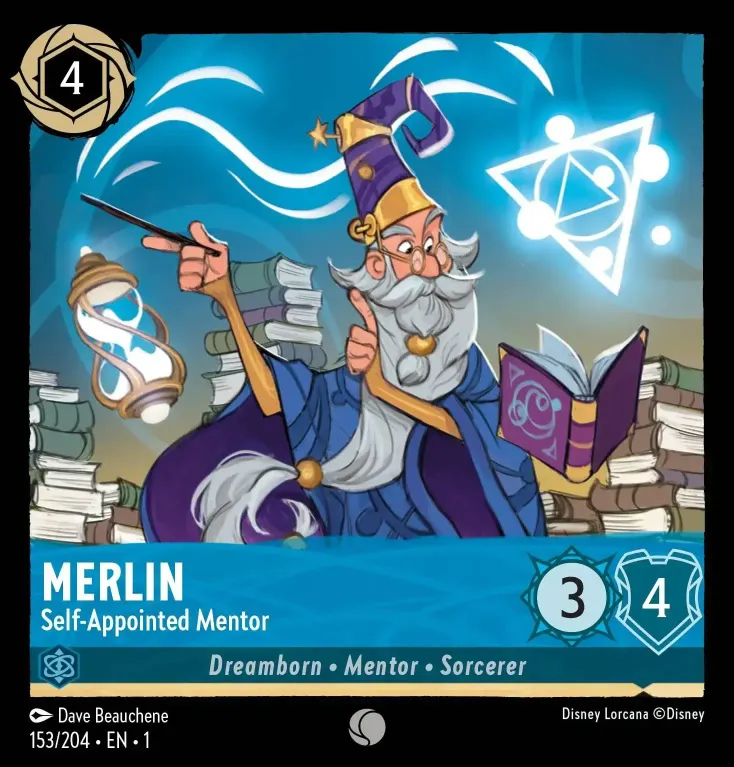 4
MERLIN
Self-Appointed Mentor
3
4
Dreamborn • Mentor • Sorcerer
Dave Beauchene
Disney Lorcana ©Disney
153/204 • EN • 1